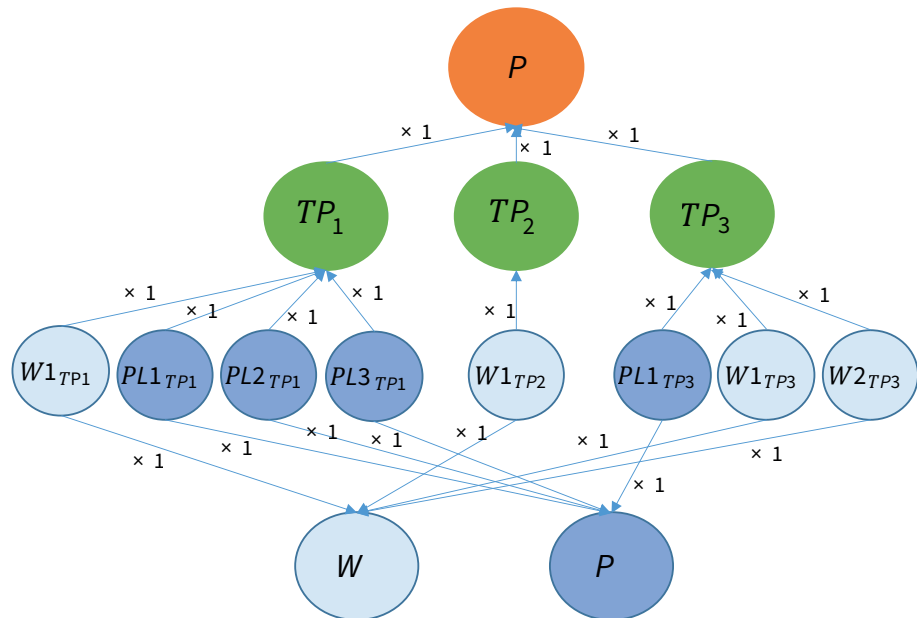 P
× 1
× 1
× 1
TP1
TP2
TP3
× 1
× 1
× 1
× 1
× 1
× 1
× 1
× 1
W1TP1
PL1TP1
PL2TP1
PL3TP1
W1TP2
PL1TP3
W1TP3
W2TP3
× 1
× 1
× 1
× 1
× 1
× 1
× 1
× 1
W
P